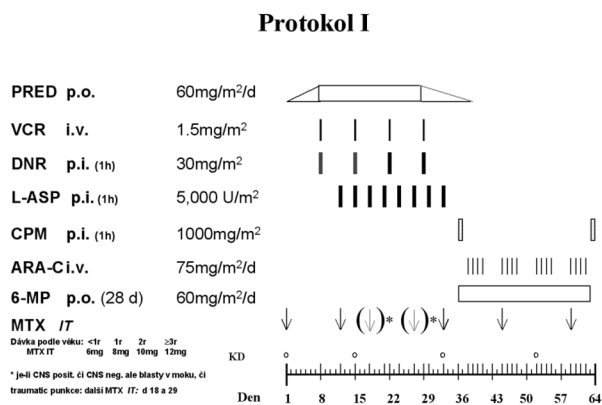 Protokol I
PRED p.o. 60mg/m²/d
VCR i.v. 1.5mg/m²
DNR p.i. (1h) 30mg/m²
L-ASP p.i. (1h) 5,000 U/m²
CPM p.i. (1h) 1000mg/m²
ARA-C i.v. 75mg/m²/d
6-MP p.o. (28 d) 60mg/m²/d
MTX IT ( )* ( )*
Dávka podle věku: <1r 1r 2r ≥3r
MTX IT 6mg 8mg 10mg 12mg
KD o o o o
* je-li CNS posit. či CNS neg. ale blasty v moku, či
traumatic punkce: další MTX IT: d 18 a 29
Den 1 8 15 22 29 36 43 50 57 64